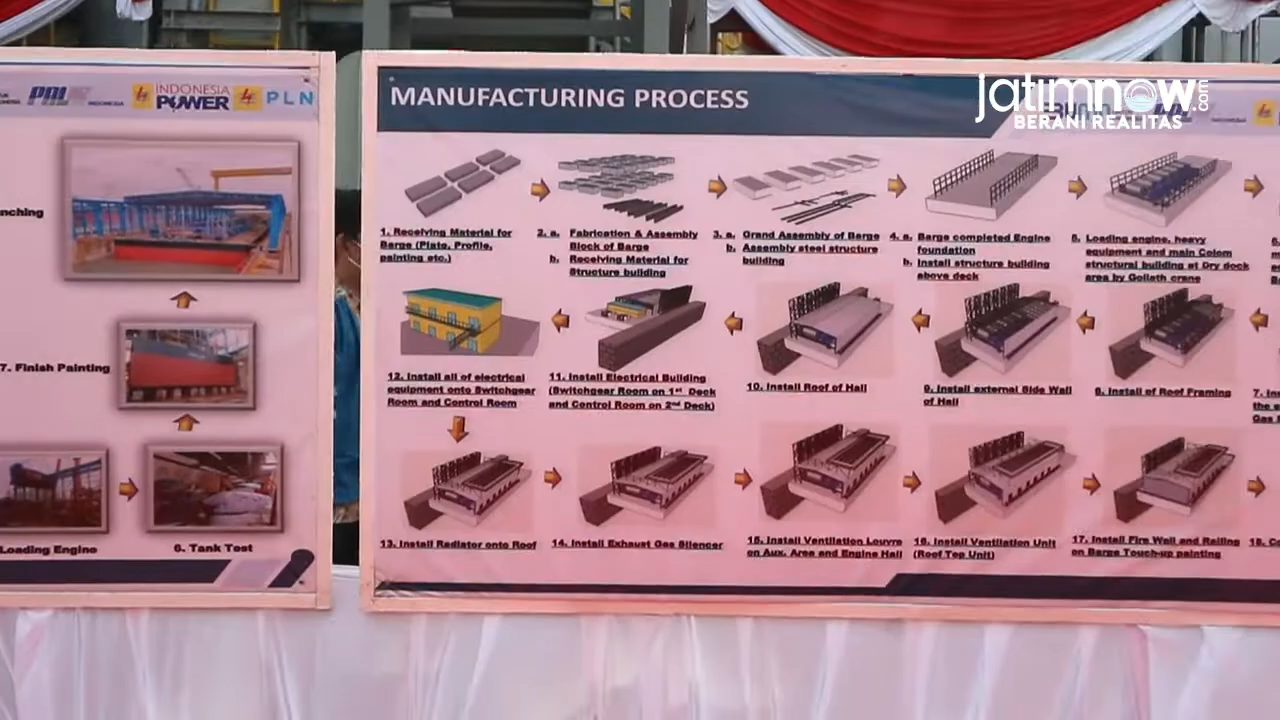 INDONESIA
POWER
PLN
INDONESIA
nching
7. Finish Painting
Loading Engine
6. Tank Test
MANUFACTURING PROCESS
jatimnow.com
BERANI REALITAS
1. Receiving Material for
Barge (Plate, Profile,
painting etc.)
2. a. Fabrication & Assembly
Block of Barge
b. Receiving Material for
Structure building
3. a. Grand Assembly of Barge
b. Assembly steel structure
building
4. a. Barge completed Engine
foundation
b. Install structure building
above deck
5. Loading engine, heavy
equipment and main Colom
structural building at Dry dock
area by Goliath crane
12. Install all of electrical
equipment onto Switchgear
Room and Control Room
11. Install Electrical Building
(Switchgear Room on 1st Deck
and Control Room on 2nd Deck)
10. Install Roof of Hall
9. Install external Side Wall
of Hall
8. Install of Roof Framing
7. In
the
Gas
13. Install Radiator onto Roof
14. Install Exhaust Gas Silencer
15. Install Ventilation Louvre
on Aux. Area and Engine Hall
16. Install Ventilation Unit
(Roof Top Unit)
17. Install Fire Wall and Railing
on Barge Touch-up painting
18. C